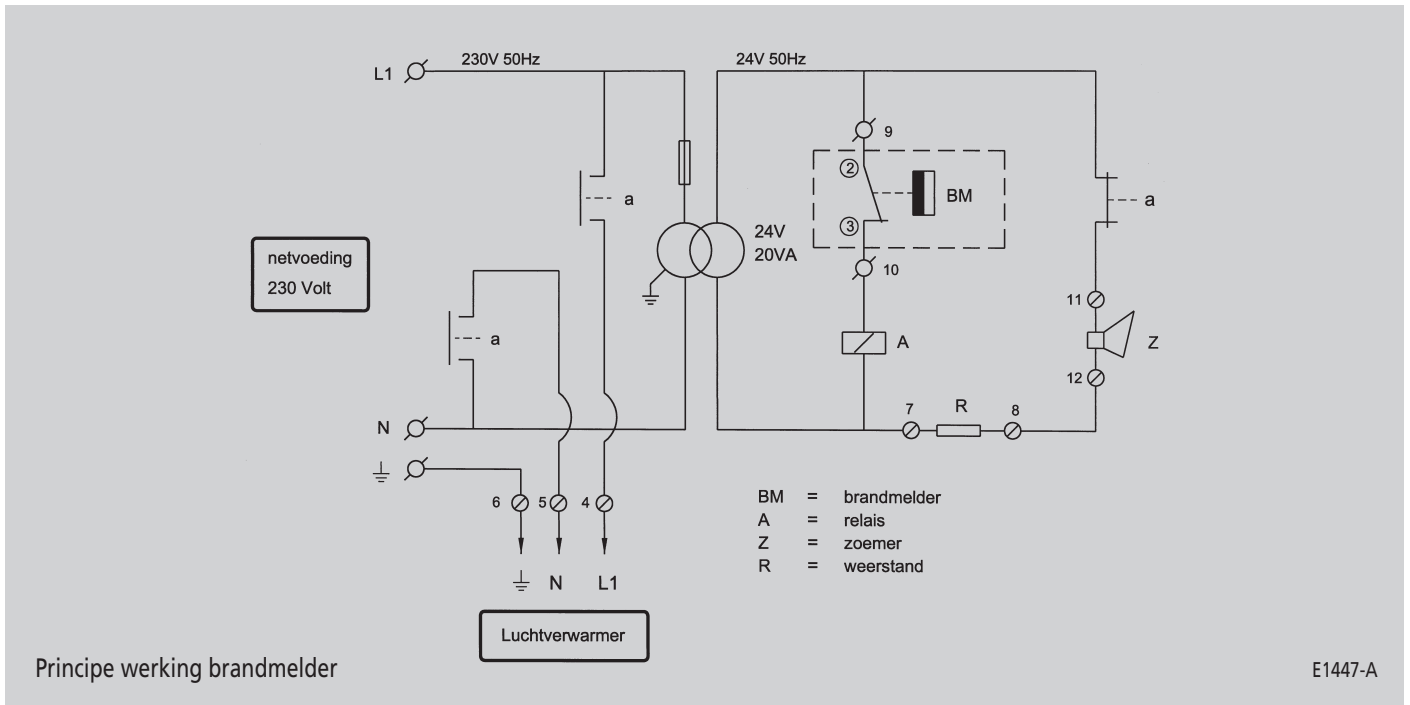 230V 50Hz
24V 50Hz
L1
9
2
BM
a
a
3
24V
20VA
netvoeding
230 Volt
10
11
a
A
Z
12
N
7
R
8
6
5
4
BM = brandmelder
A = relais
Z = zoemer
R = weerstand
N
L1
Luchtverwarmer
Principe werking brandmelder
E1447-A